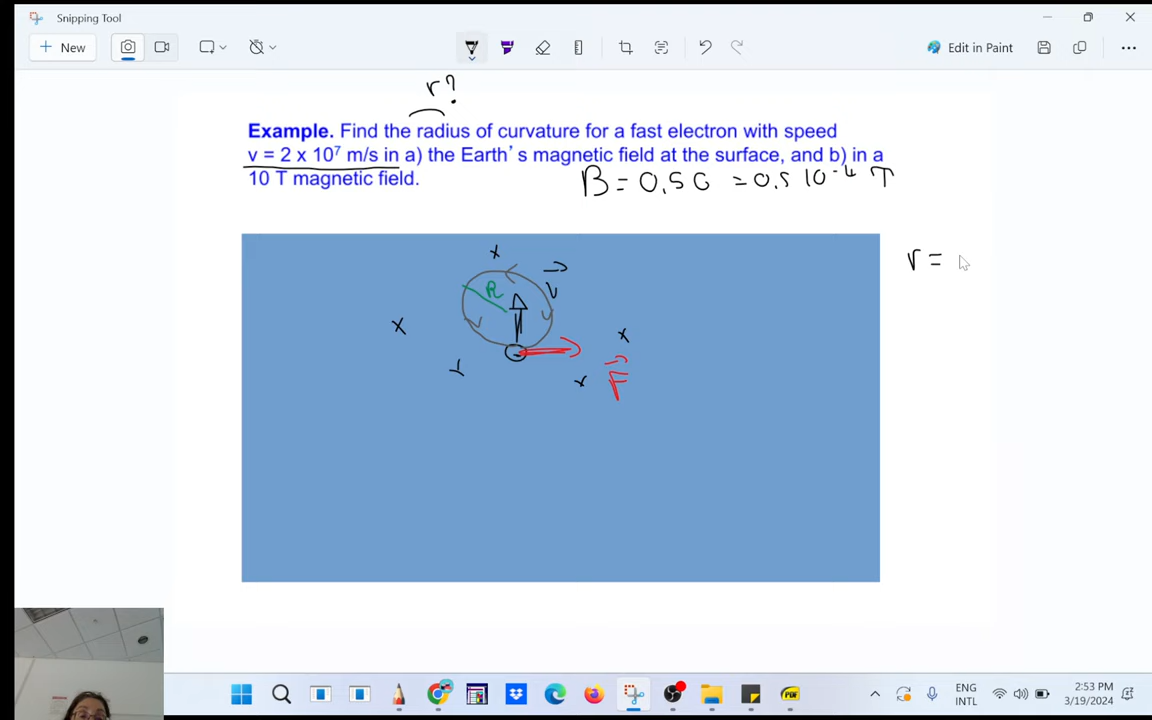 Snipping Tool
New
Edit in Paint
r?
Example. Find the radius of curvature for a fast electron with speed
v = 2 x 10⁷ m/s in a) the Earth's magnetic field at the surface, and b) in a
10 T magnetic field.
B = 0.5 G = 0.5 10⁻⁴ T
r =
x
R
v
x
x
x
x
F
PDF
ENG
INTL
2:53 PM
3/19/2024